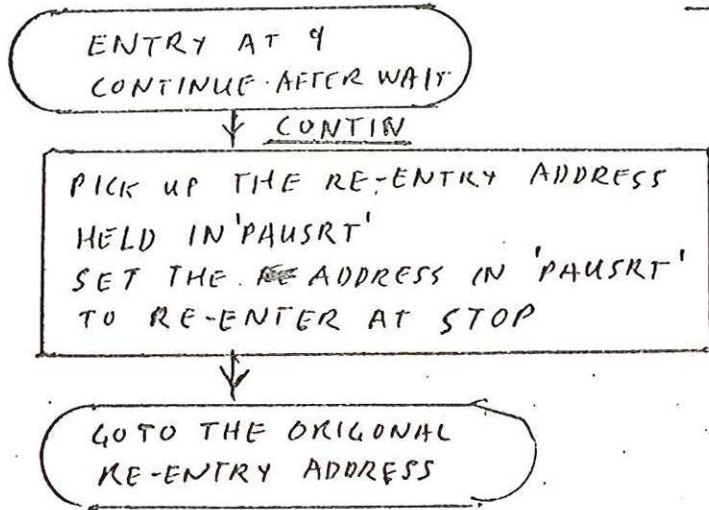 ENTRY AT 9
CONTINUE AFTER WAIT
CONTIN
PICK UP THE RE-ENTRY ADDRESS
HELD IN 'PAUSRT'
SET THE ADDRESS IN 'PAUSRT'
TO RE-ENTER AT STOP
GOTO THE ORIGONAL
RE-ENTRY ADDRESS